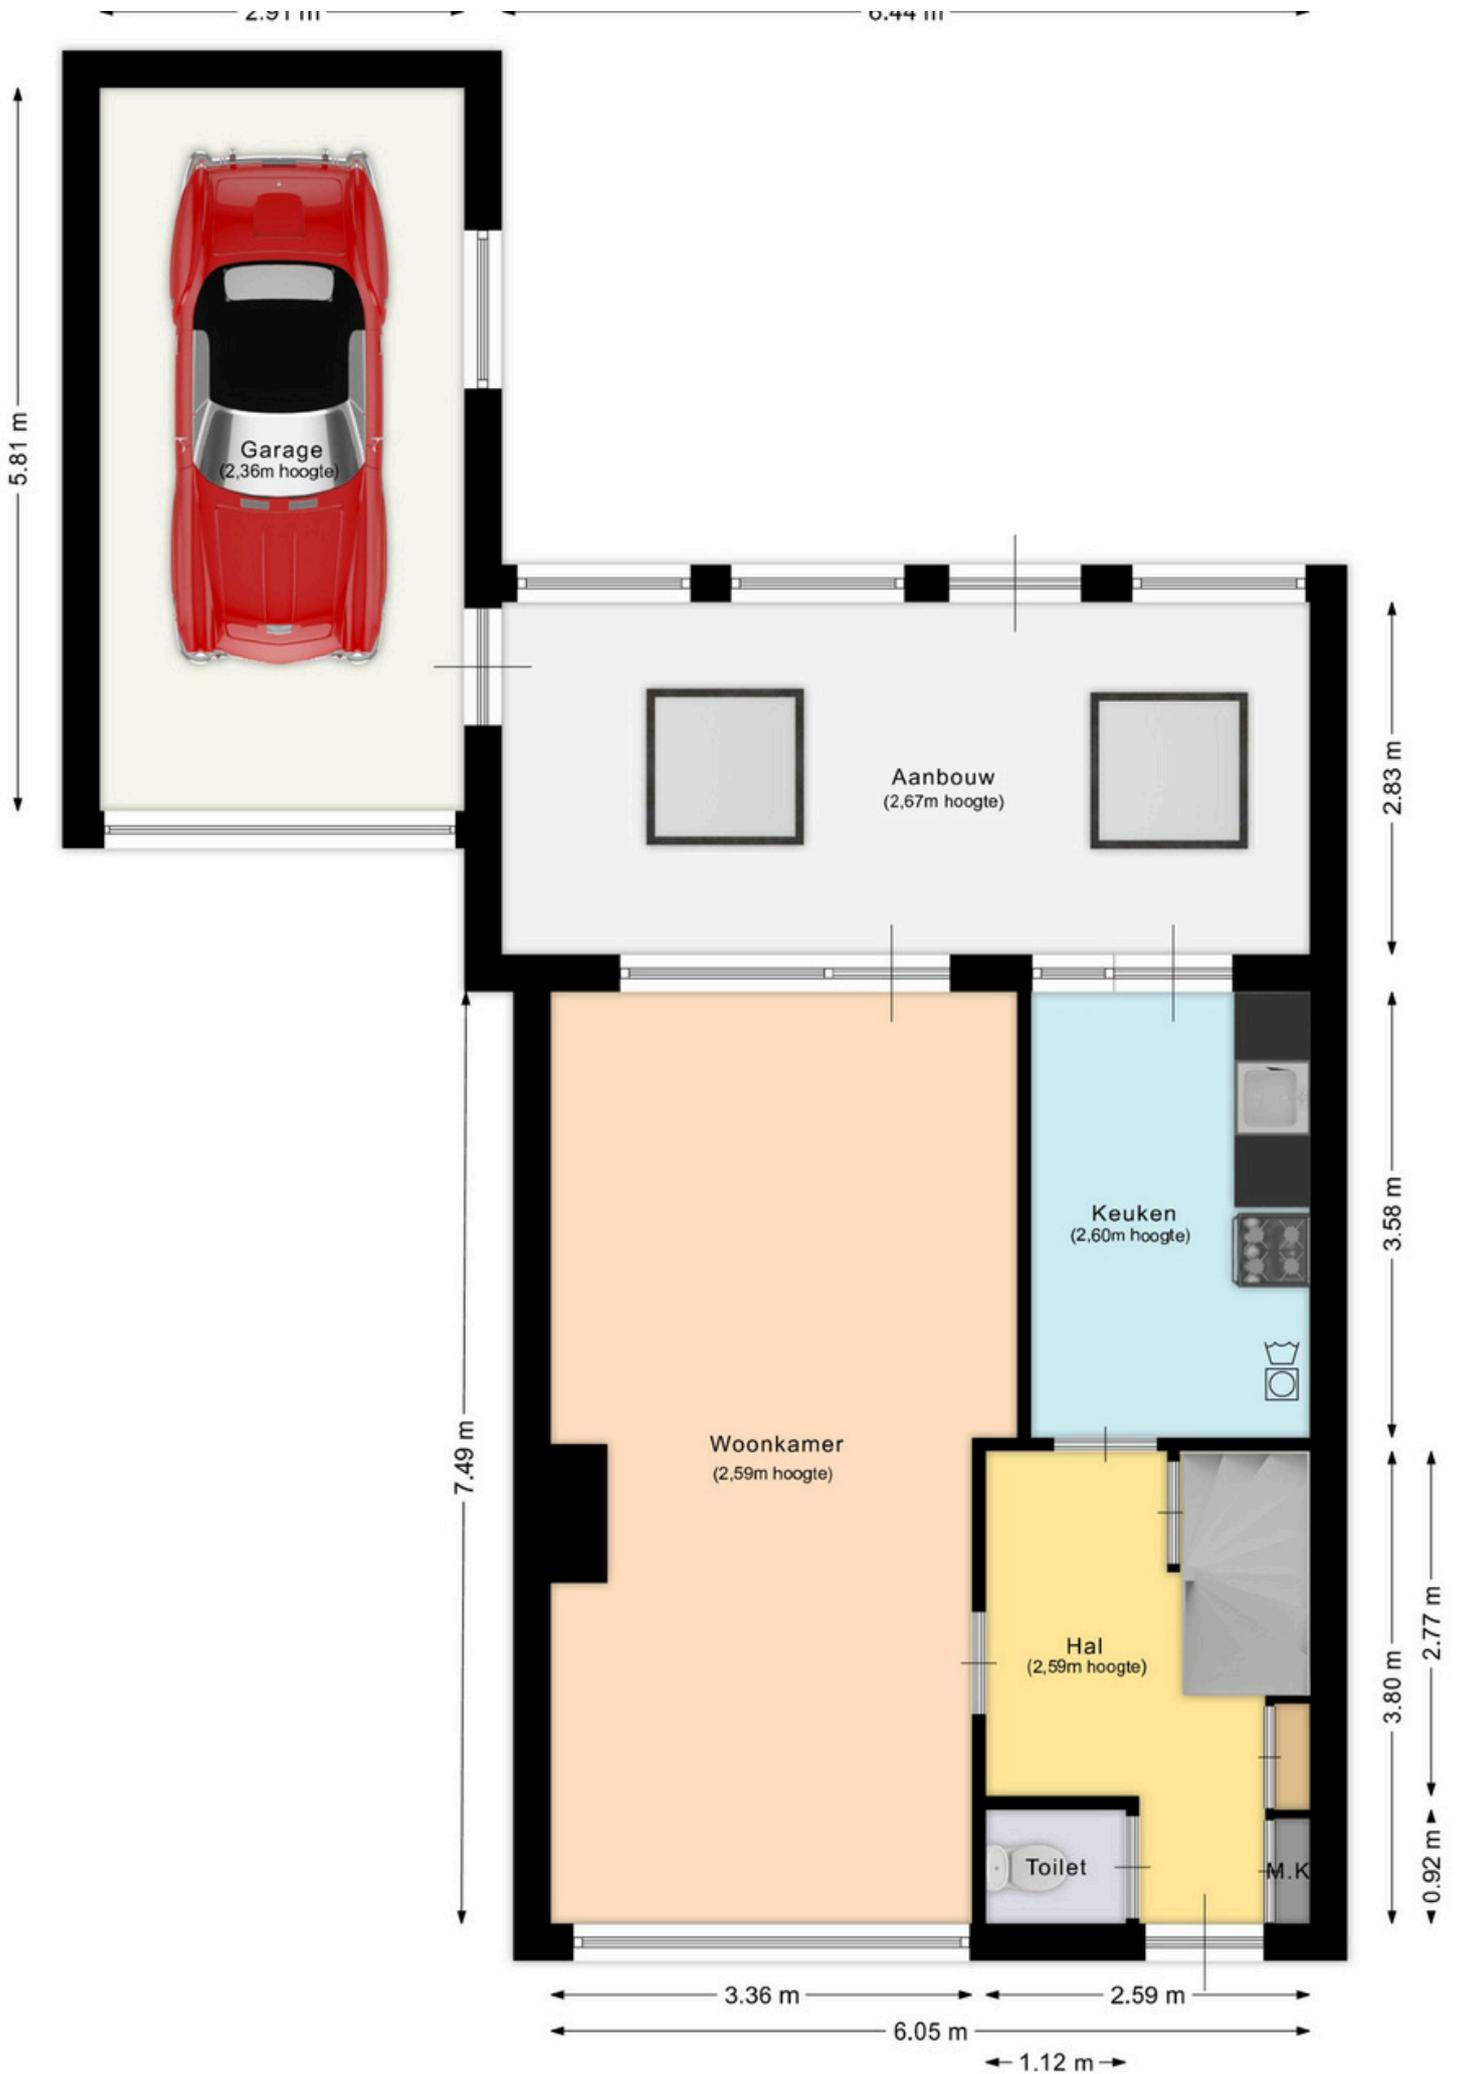 2.91 m
6.44 m
5.81 m
Garage
(2,36m hoogte)
Aanbouw
(2,67m hoogte)
2.83 m
Keuken
(2,60m hoogte)
3.58 m
Woonkamer
(2,59m hoogte)
7.49 m
Hal
(2,59m hoogte)
2.77 m
3.80 m
Toilet
M.K
0.92 m
3.36 m
2.59 m
6.05 m
1.12 m